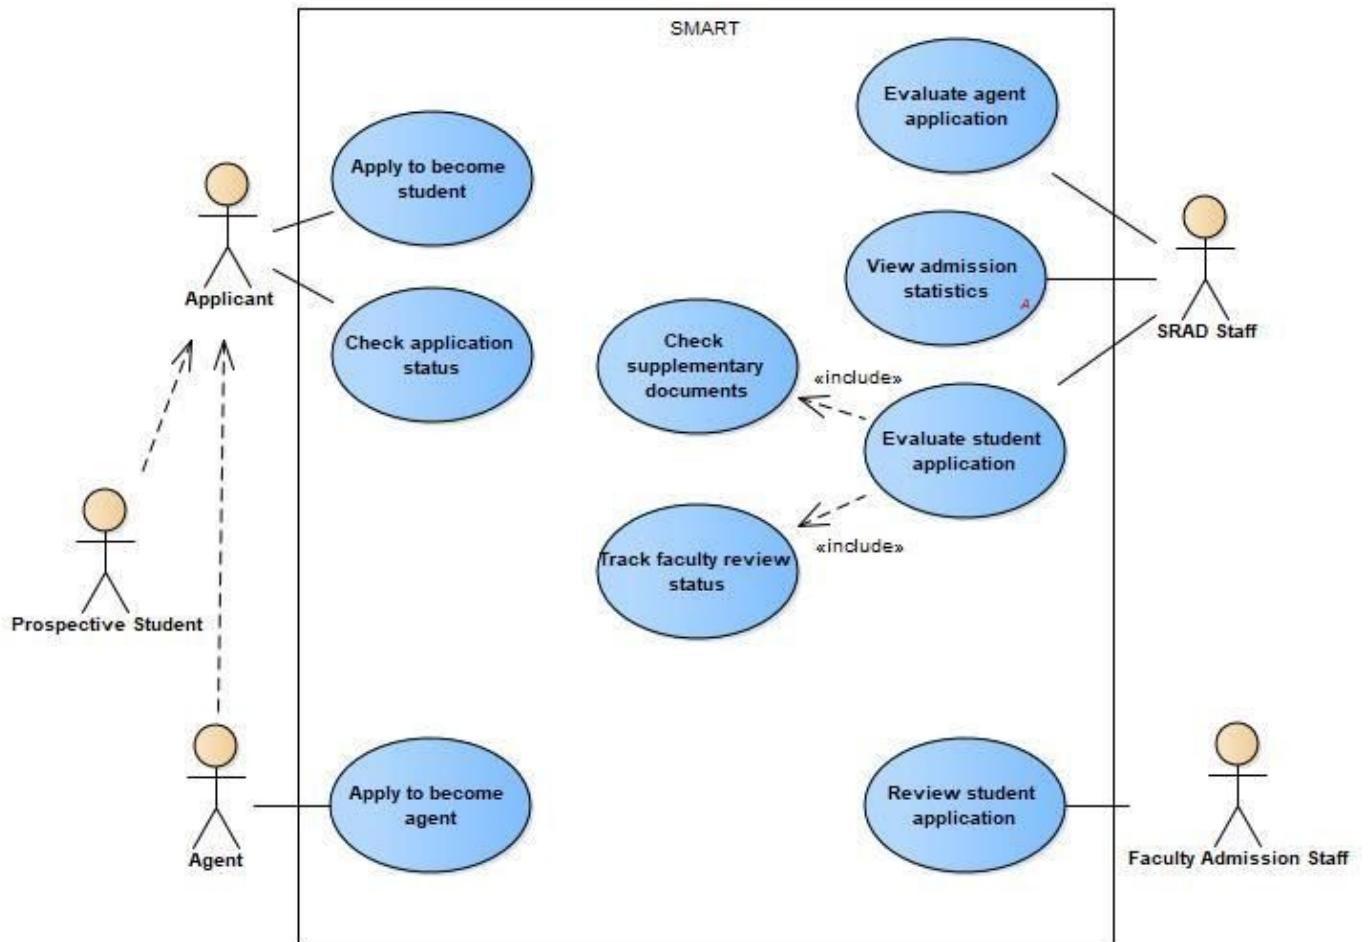 SMART
Evaluate agent
application
Apply to become
student
View admission
statistics
A
Applicant
SRAD Staff
Check application
status
Check
supplementary
documents
«include»
Evaluate student
application
«include»
Track faculty review
status
Prospective Student
Apply to become
agent
Review student
application
Agent
Faculty Admission Staff